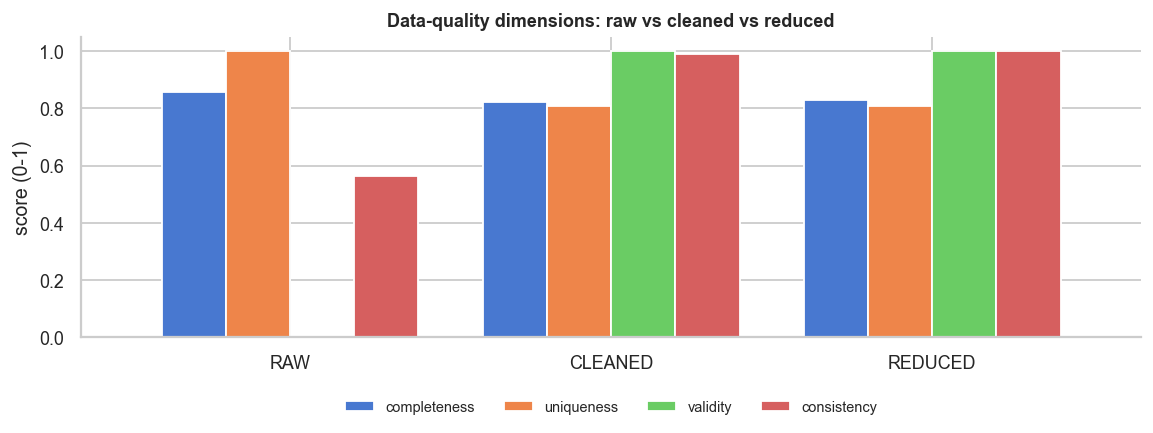 Data-quality dimensions: raw vs cleaned vs reduced
score (0-1)
1.0
0.8
0.6
0.4
0.2
0.0
RAW CLEANED REDUCED
completeness uniqueness validity consistency